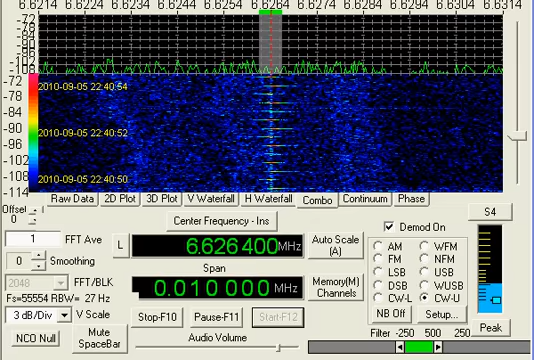 6.6214 6.6224 6.6234 6.6244 6.6254 6.6264 6.6274 6.6284 6.6294 6.6304 6.6314
-72
-78
-84
-90
-96
-102
-108
-72
-80
-86
-90
-98
-102
-108
-114
2010-09-05 22:40:54
2010-09-05 22:40:52
2010-09-05 22:40:50
Raw Data 2D Plot 3D Plot V Waterfall H Waterfall Combo Continuum Phase
Offset
0
Center Frequency - Ins
Demod On
S4
1 FFT Ave
L 6.626 400 MHz
Auto Scale (A)
AM WFM
FM NFM
0 Smoothing
Span
LSB USB
2048 FFT/BLK
0.010 000 MHz
Memory(M) Channels
DSB WUSB
CW-L CW-U
Fs=55554 RBW= 27 Hz
3 dB/Div V Scale
Stop-F10 Pause-F11 Start-F12
NB Off Setup...
Peak
NCO Null
Mute SpaceBar
Audio Volume
Filter -250 500 250